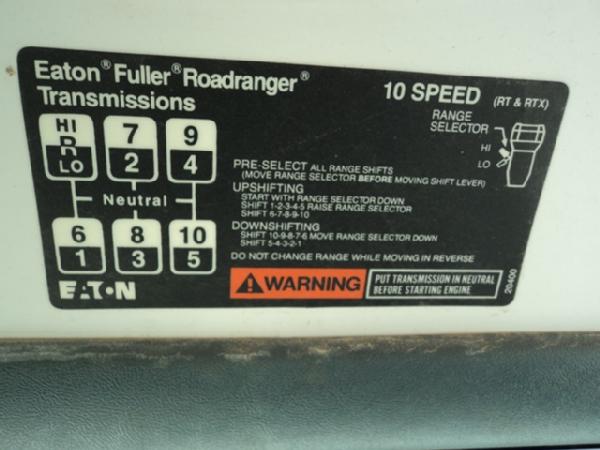 Eaton® Fuller® Roadranger®
Transmissions
10 SPEED (RT & RTX)
RANGE
SELECTOR
HI
LO
HI 7 9
R
LO 2 4
Neutral
6 8 10
1 3 5
PRE-SELECT ALL RANGE SHIFTS
(MOVE RANGE SELECTOR BEFORE MOVING SHIFT LEVER)
UPSHIFTING
START WITH RANGE SELECTOR DOWN
SHIFT 1-2-3-4-5 RAISE RANGE SELECTOR
SHIFT 6-7-8-9-10
DOWNSHIFTING
SHIFT 10-9-8-7-6 MOVE RANGE SELECTOR DOWN
SHIFT 5-4-3-2-1
DO NOT CHANGE RANGE WHILE MOVING IN REVERSE
EATON
WARNING
PUT TRANSMISSION IN NEUTRAL
BEFORE STARTING ENGINE
20400